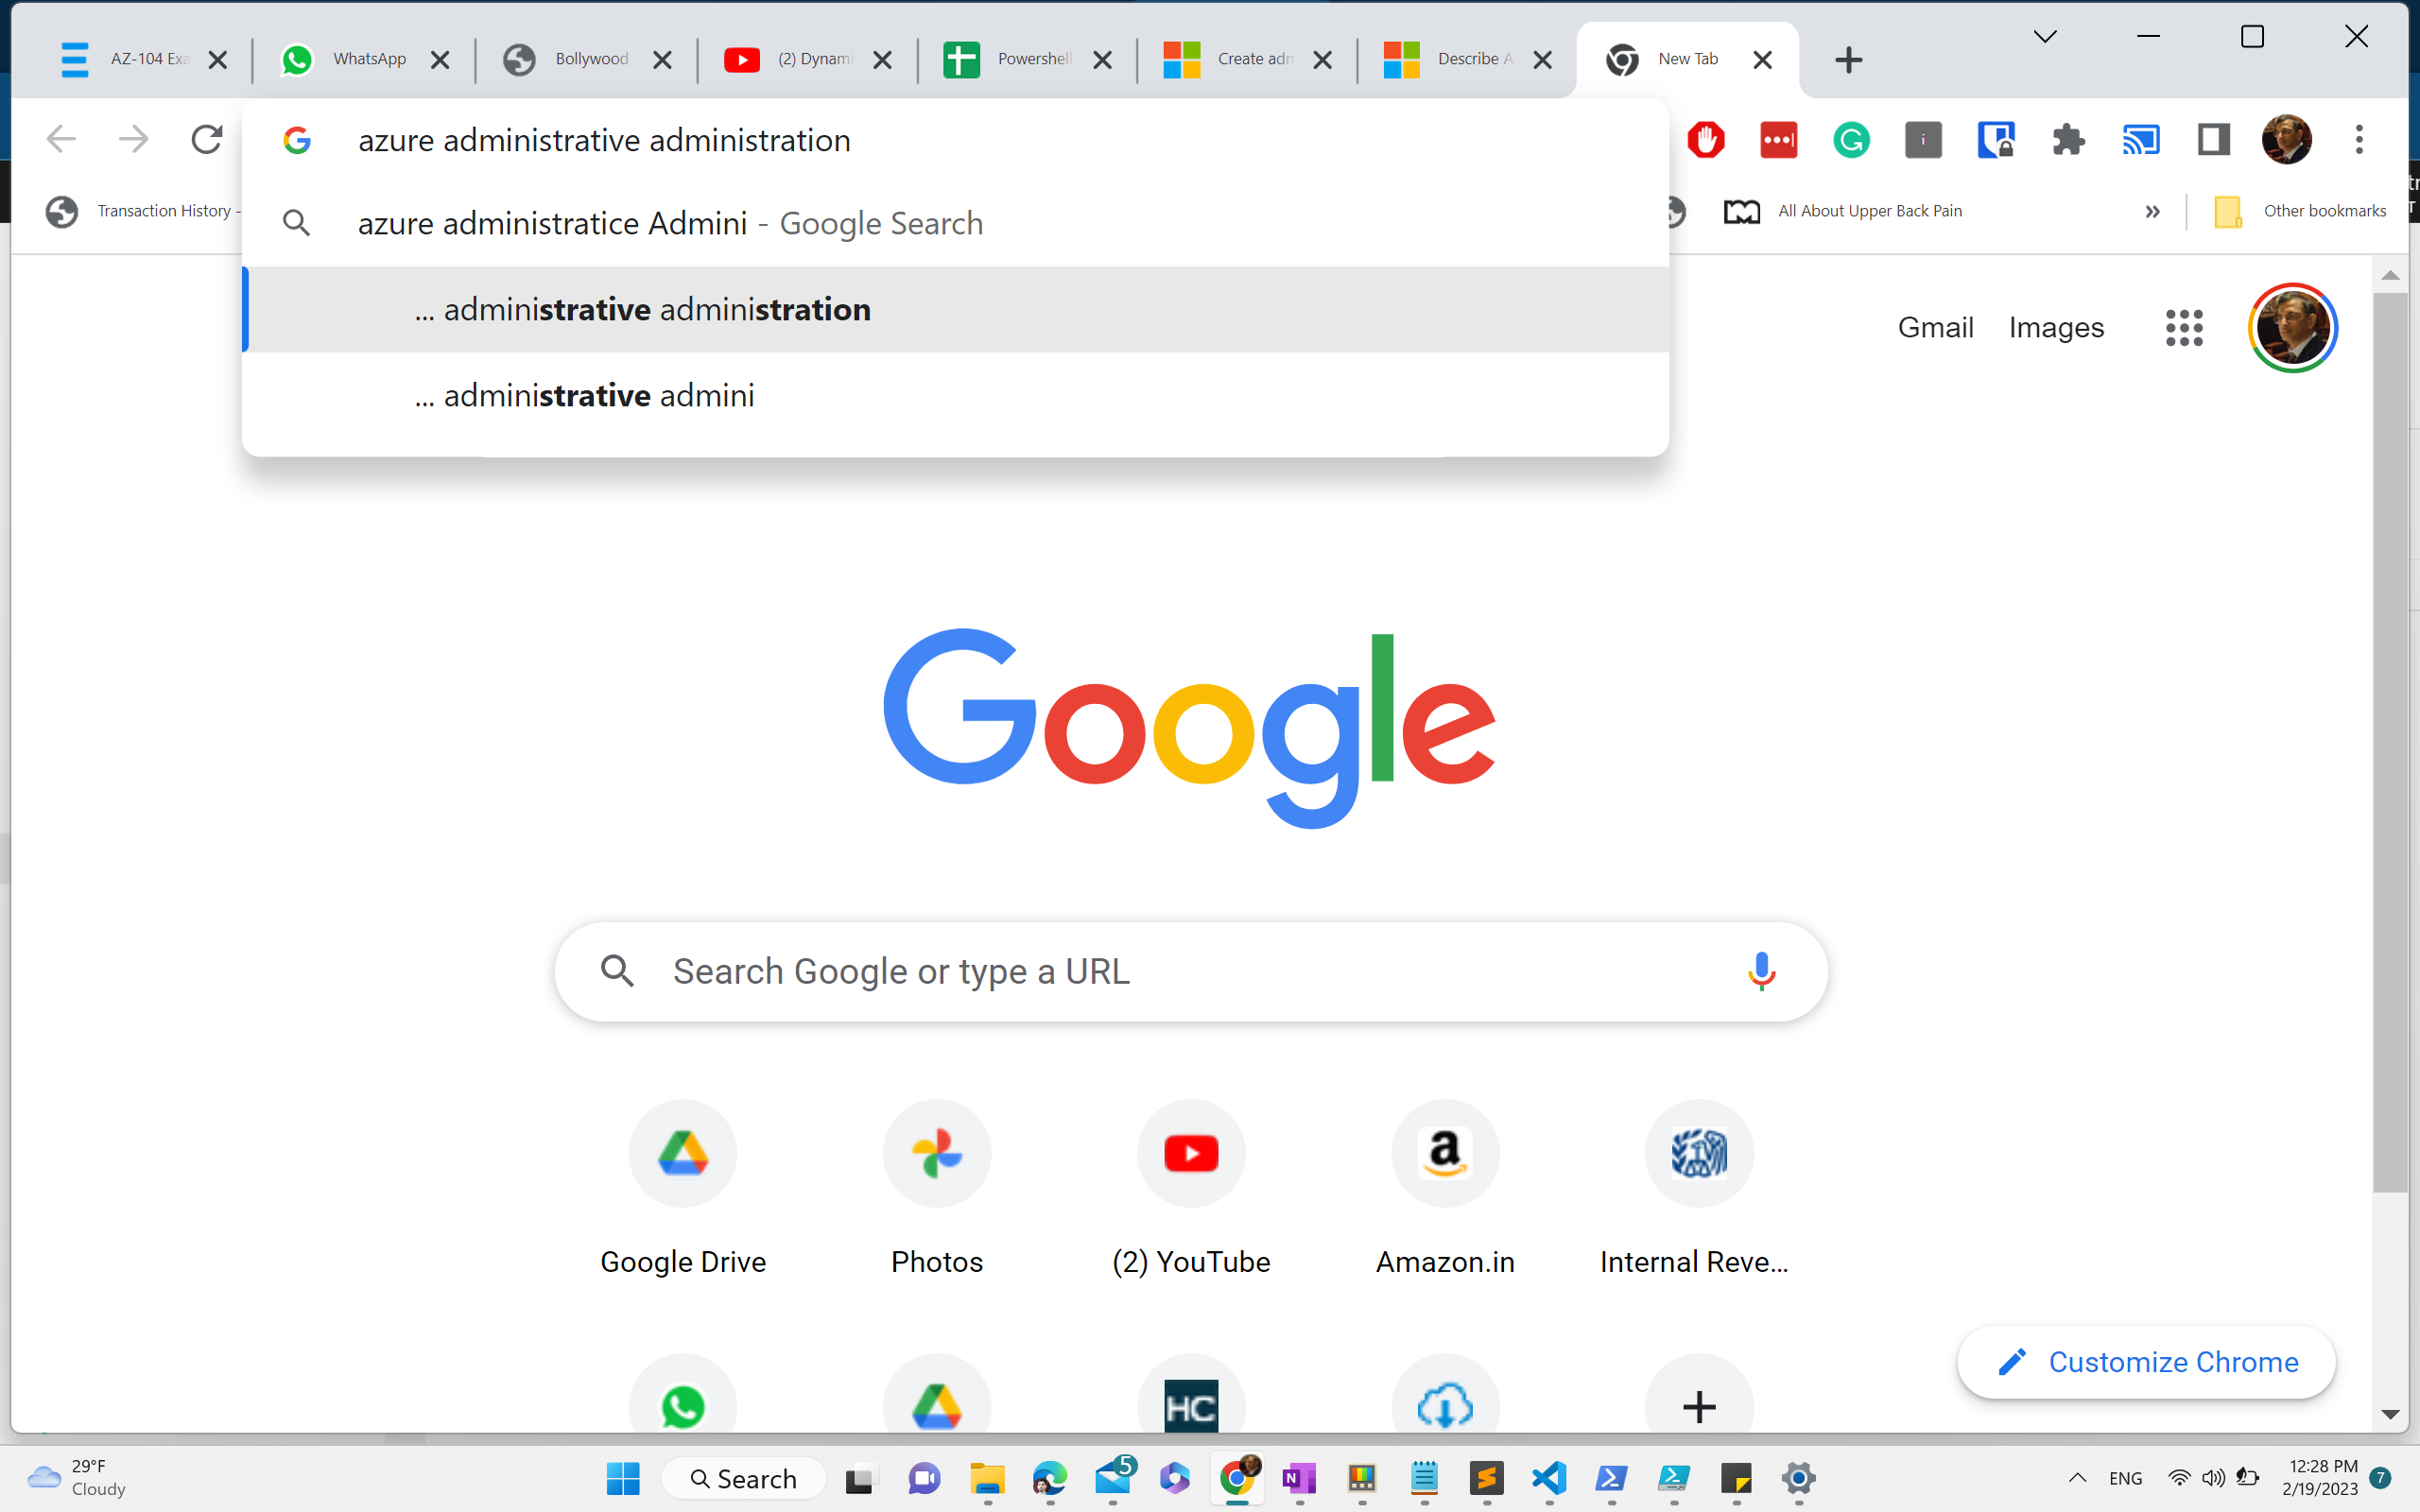 AZ-104 Exa
WhatsApp
Bollywood
(2) Dynami
Powershell
Create adm
Describe A
New Tab
azure administrative administration
azure administratice Admini - Google Search
... administrative administration
... administrative admini
Transaction History -
All About Upper Back Pain
»
Other bookmarks
Gmail
Images
Google
Search Google or type a URL
Google Drive
Photos
(2) YouTube
Amazon.in
Internal Reve...
HC
Customize Chrome
29°F
Cloudy
Search
5
ENG
12:28 PM
2/19/2023
7